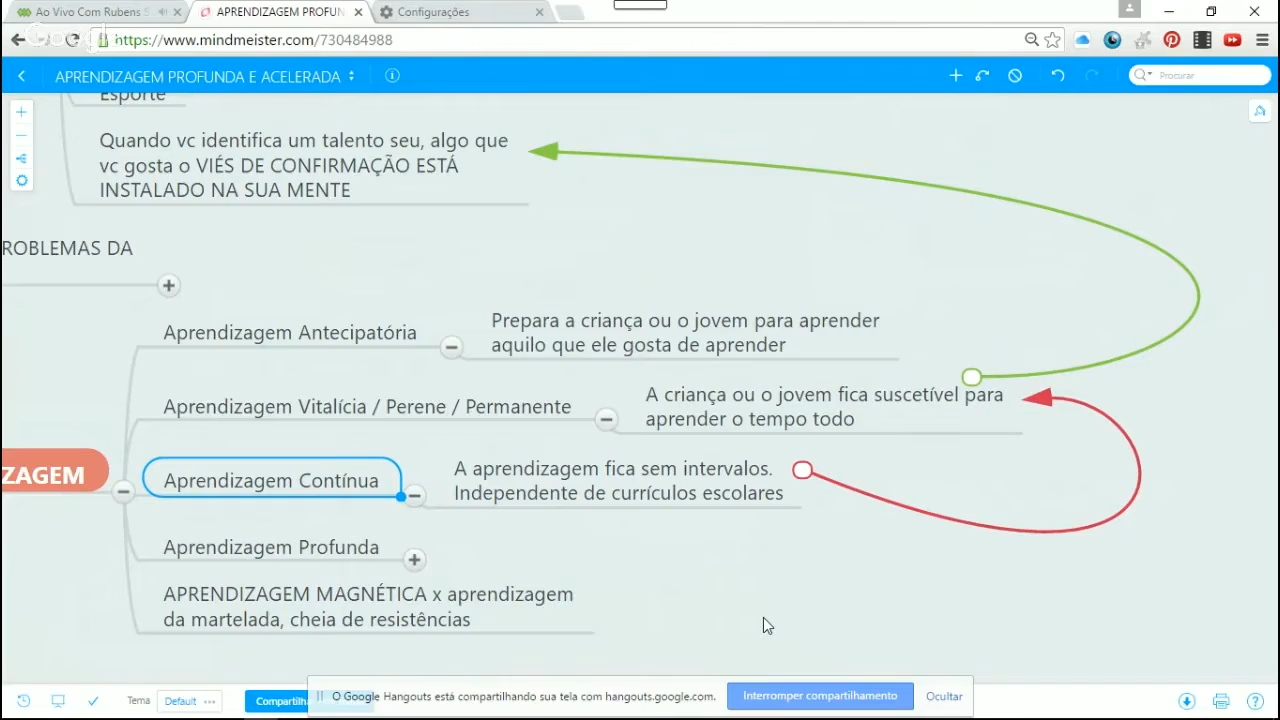 Ao Vivo Com Rubens S
APRENDIZAGEM PROFUN
Configurações
https://www.mindmeister.com/730484988
APRENDIZAGEM PROFUNDA E ACELERADA
Procurar
Esporte
Quando vc identifica um talento seu, algo que
vc gosta o VIÉS DE CONFIRMAÇÃO ESTÁ
INSTALADO NA SUA MENTE
ROBLEMAS DA
Aprendizagem Antecipatória
Prepara a criança ou o jovem para aprender
aquilo que ele gosta de aprender
Aprendizagem Vitalícia / Perene / Permanente
A criança ou o jovem fica suscetível para
aprender o tempo todo
ZAGEM
Aprendizagem Contínua
A aprendizagem fica sem intervalos.
Independente de currículos escolares
Aprendizagem Profunda
APRENDIZAGEM MAGNÉTICA x aprendizagem
da martelada, cheia de resistências
Tema
Default
Compartilh
O Google Hangouts está compartilhando sua tela com hangouts.google.com.
Interromper compartilhamento
Ocultar